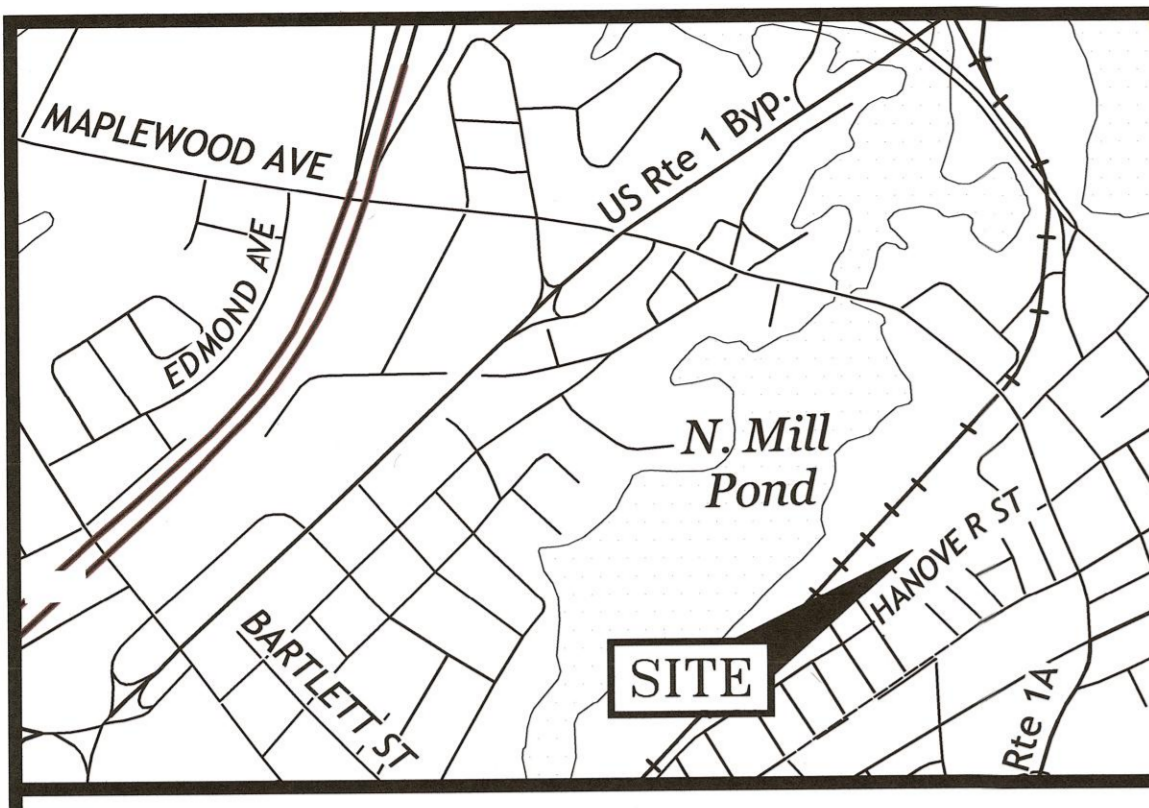 MAPLEWOOD AVE
US Rte 1 Byp.
EDMOND AVE
N. Mill
Pond
HANOVE R ST
BARTLETT ST
SITE
Rte 1A